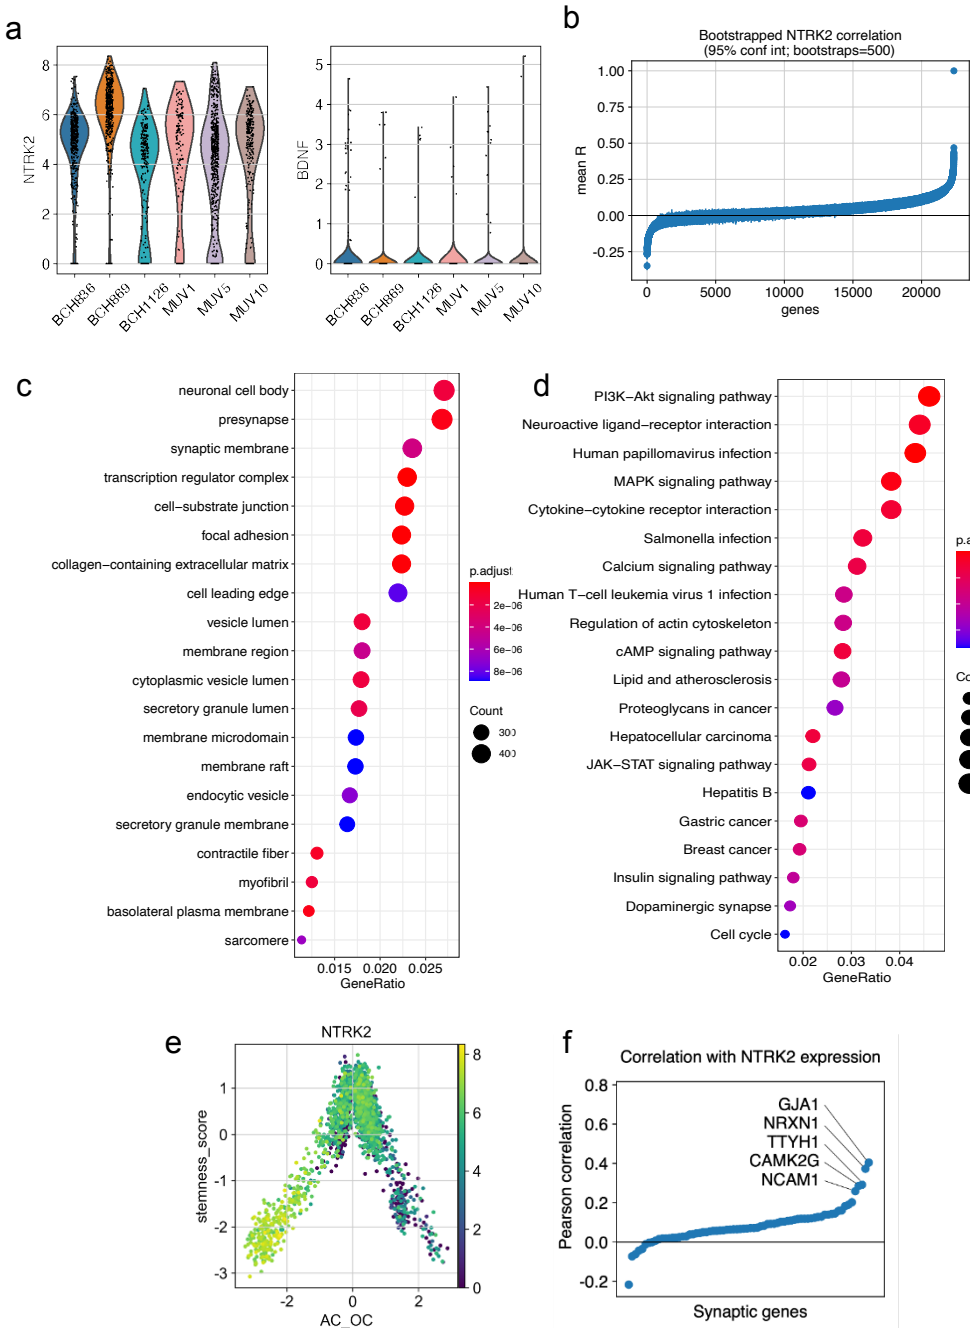 a
NTRK2
8
6
4
2
0
BCH836
BCH869
BCH1126
MUV1
MUV5
MUV10
BDNF
5
4
3
2
1
0
BCH836
BCH869
BCH1126
MUV1
MUV5
MUV10
b
Bootstrapped NTRK2 correlation
(95% conf int; bootstraps=500)
mean R
1.00
0.75
0.50
0.25
0.00
-0.25
0
5000
10000
15000
20000
genes
c
neuronal cell body
presynapse
synaptic membrane
transcription regulator complex
cell-substrate junction
focal adhesion
collagen-containing extracellular matrix
cell leading edge
vesicle lumen
membrane region
cytoplasmic vesicle lumen
secretory granule lumen
membrane microdomain
membrane raft
endocytic vesicle
secretory granule membrane
contractile fiber
myofibril
basolateral plasma membrane
sarcomere
0.015
0.020
0.025
GeneRatio
p.adjust
2e-06
4e-06
6e-06
8e-06
Count
300
400
d
PI3K-Akt signaling pathway
Neuroactive ligand-receptor interaction
Human papillomavirus infection
MAPK signaling pathway
Cytokine-cytokine receptor interaction
Salmonella infection
Calcium signaling pathway
Human T-cell leukemia virus 1 infection
Regulation of actin cytoskeleton
cAMP signaling pathway
Lipid and atherosclerosis
Proteoglycans in cancer
Hepatocellular carcinoma
JAK-STAT signaling pathway
Hepatitis B
Gastric cancer
Breast cancer
Insulin signaling pathway
Dopaminergic synapse
Cell cycle
0.02
0.03
0.04
GeneRatio
p.a
Co
e
NTRK2
stemness_score
1
0
-1
-2
-3
-2
0
2
AC_OC
8
6
4
2
0
f
Correlation with NTRK2 expression
Pearson correlation
0.8
0.6
0.4
0.2
0.0
-0.2
GJA1
NRXN1
TTYH1
CAMK2G
NCAM1
Synaptic genes